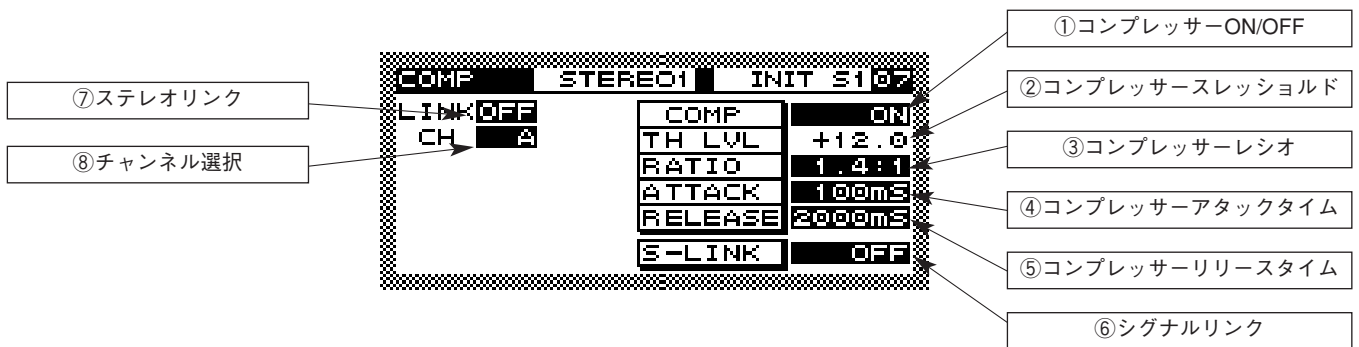 ①コンプレッサーON/OFF
②コンプレッサースレッショルド
③コンプレッサーレシオ
④コンプレッサーアタックタイム
⑤コンプレッサーリリースタイム
⑥シグナルリンク
⑦ステレオリンク
⑧チャンネル選択
COMP STEREO1 INIT S1 07
LINK OFF
CH A
COMP ON
TH LVL +12.0
RATIO 1.4:1
ATTACK 100mS
RELEASE 2000mS
S-LINK OFF